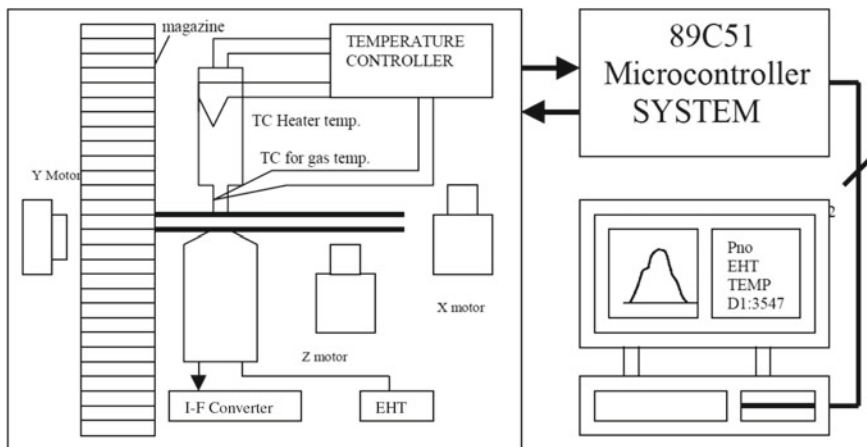 magazine
TEMPERATURE
CONTROLLER
TC Heater temp.
TC for gas temp.
Y Motor
X motor
Z motor
I-F Converter
EHT
89C51
Microcontroller
SYSTEM
2
Pno
EHT
TEMP
D1:3547